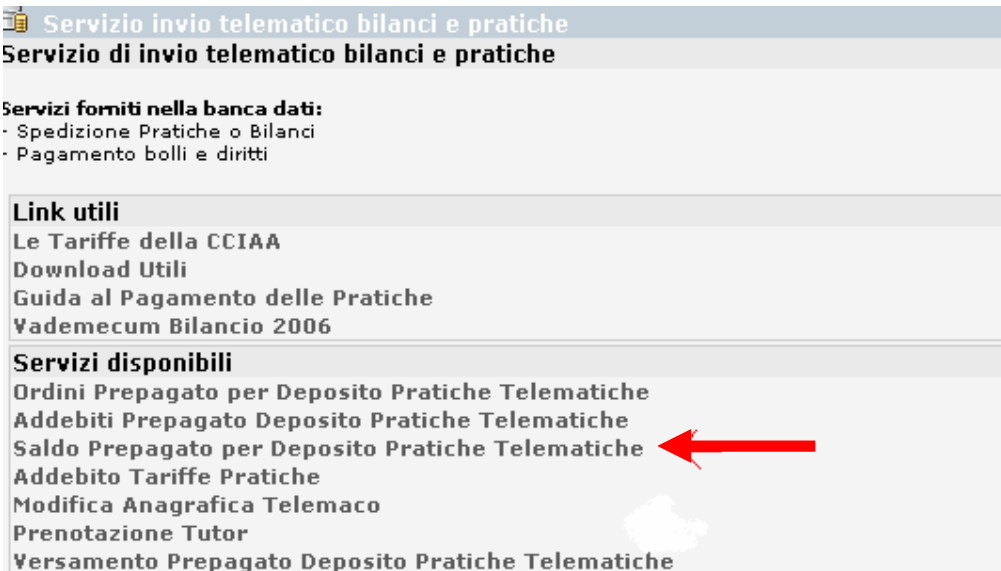 Servizio invio telematico bilanci e pratiche
Servizio di invio telematico bilanci e pratiche
Servizi forniti nella banca dati:
- Spedizione Pratiche o Bilanci
- Pagamento bolli e diritti
Link utili
Le Tariffe della CCIAA
Download Utili
Guida al Pagamento delle Pratiche
Vademecum Bilancio 2006
Servizi disponibili
Ordini Prepagato per Deposito Pratiche Telematiche
Addebiti Prepagato Deposito Pratiche Telematiche
Saldo Prepagato per Deposito Pratiche Telematiche
Addebito Tariffe Pratiche
Modifica Anagrafica Telemaco
Prenotazione Tutor
Versamento Prepagato Deposito Pratiche Telematiche